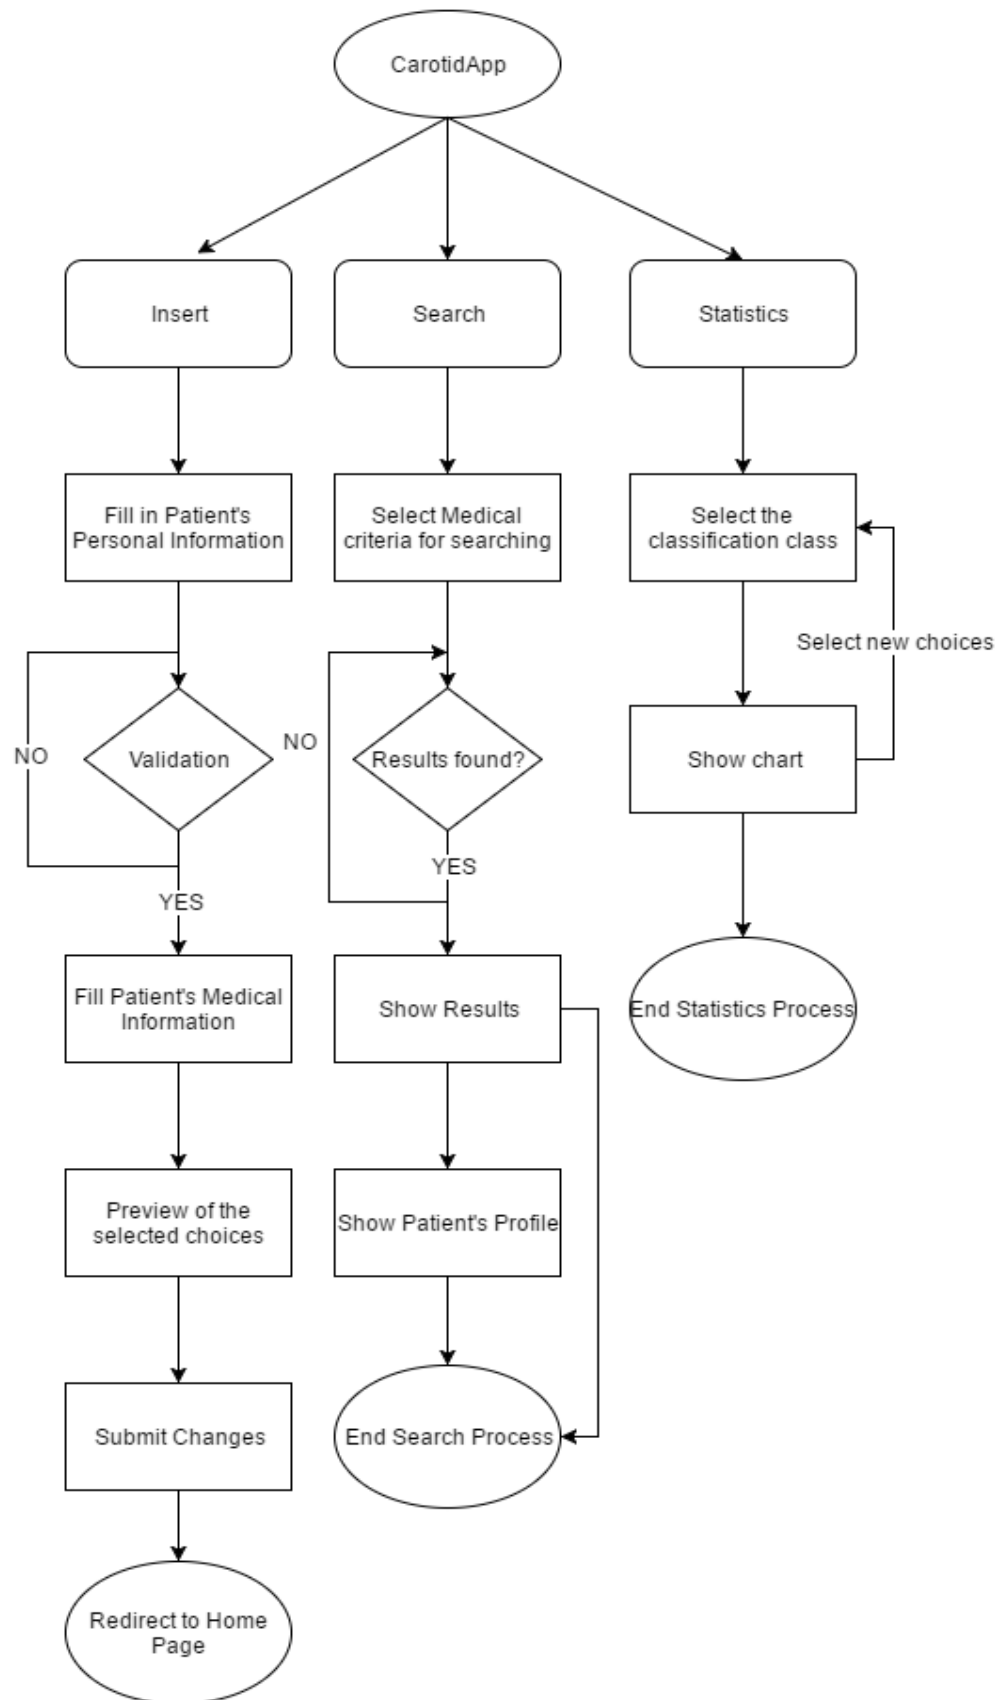 CarotidApp
Insert
Search
Statistics
Fill in Patient's
Personal Information
Select Medical
criteria for searching
Select the
classification class
Select new choices
NO
Validation
NO
Results found?
Show chart
YES
YES
Fill Patient's Medical
Information
Show Results
End Statistics Process
Preview of the
selected choices
Show Patient's Profile
Submit Changes
End Search Process
Redirect to Home
Page